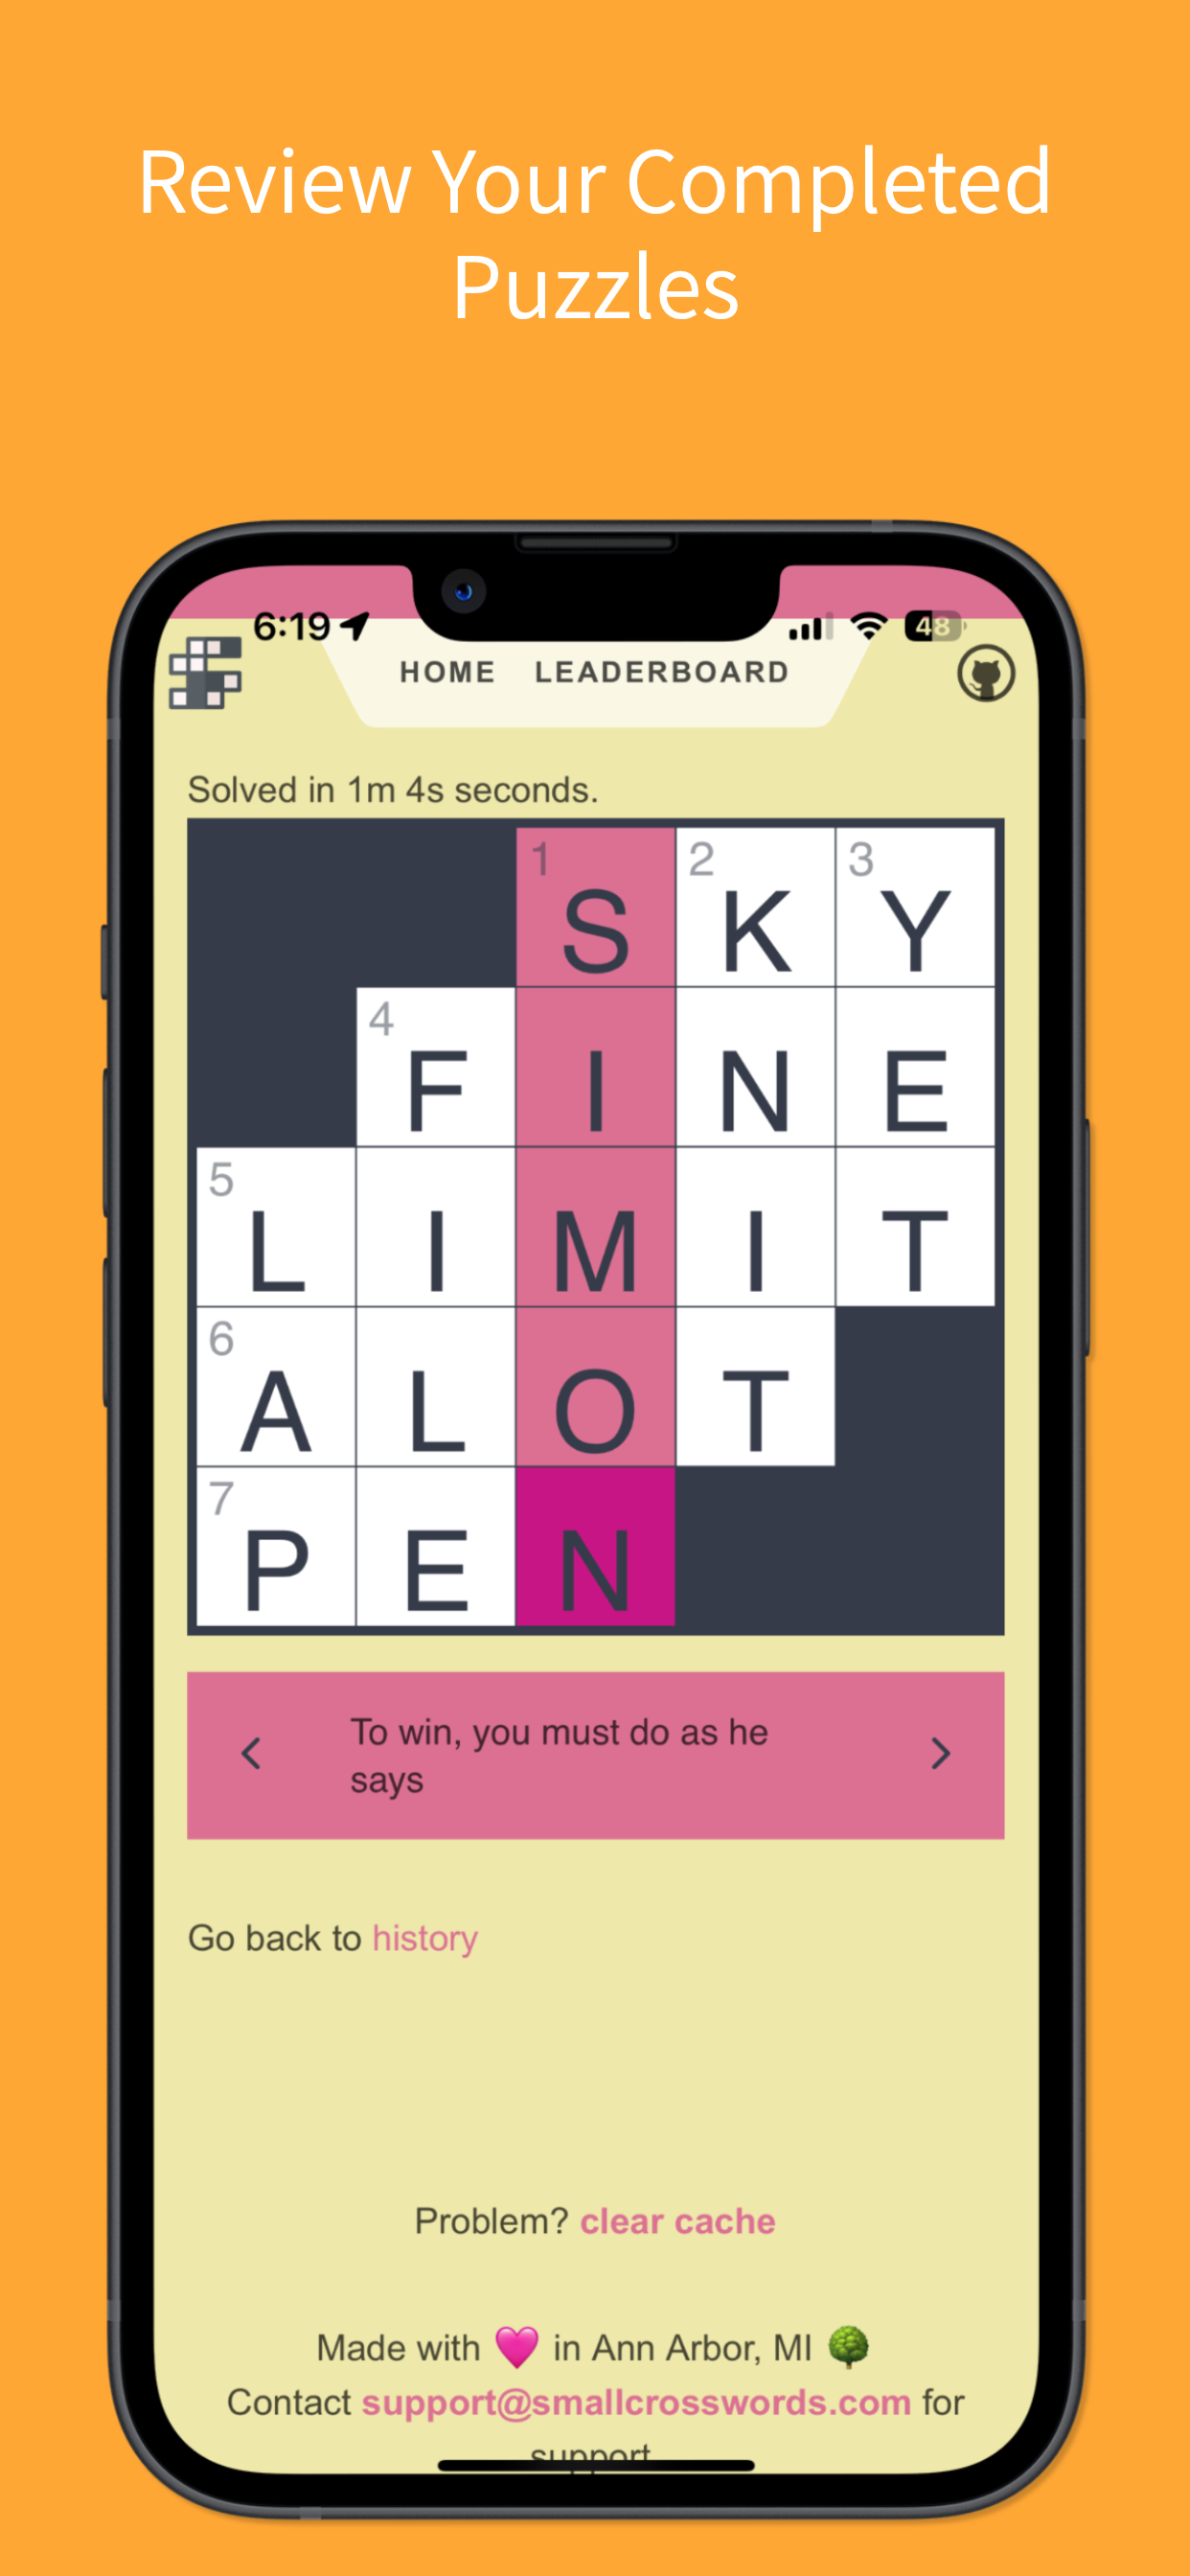 Review Your Completed
Puzzles
6:19
48
HOME LEADERBOARD
Solved in 1m 4s seconds.
1 S 2 K 3 Y
4 F I N E
5 L I M I T
6 A L O T
7 P E N
To win, you must do as he
says
Go back to history
Problem? clear cache
Made with 🩷 in Ann Arbor, MI 🌳
Contact support@smallcrosswords.com for
support